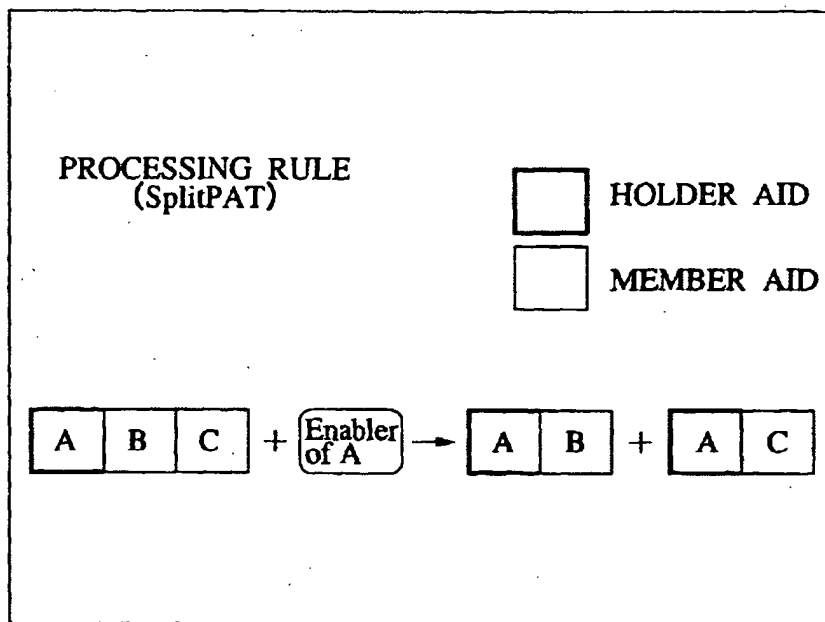 PROCESSING RULE
(SplitPAT)
HOLDER AID
MEMBER AID
A B C + Enabler of A → A B + A C